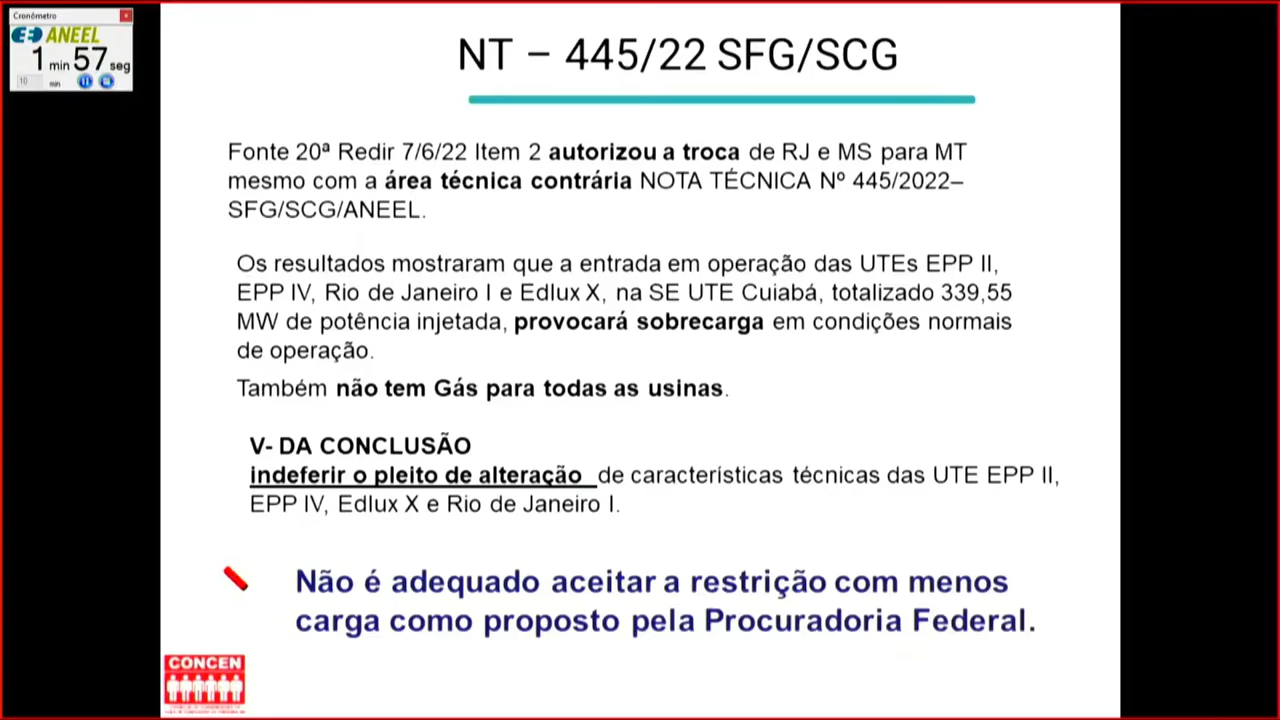 Cronômetro
ANEEL
1 min 57 seg
10 min
NT – 445/22 SFG/SCG
Fonte 20ª Redir 7/6/22 Item 2 autorizou a troca de RJ e MS para MT
mesmo com a área técnica contrária NOTA TÉCNICA Nº 445/2022–
SFG/SCG/ANEEL.
Os resultados mostraram que a entrada em operação das UTEs EPP II,
EPP IV, Rio de Janeiro I e Edlux X, na SE UTE Cuiabá, totalizado 339,55
MW de potência injetada, provocará sobrecarga em condições normais
de operação.
Também não tem Gás para todas as usinas.
V- DA CONCLUSÃO
indeferir o pleito de alteração de características técnicas das UTE EPP II,
EPP IV, Edlux X e Rio de Janeiro I.
Não é adequado aceitar a restrição com menos
carga como proposto pela Procuradoria Federal.
CONCEN